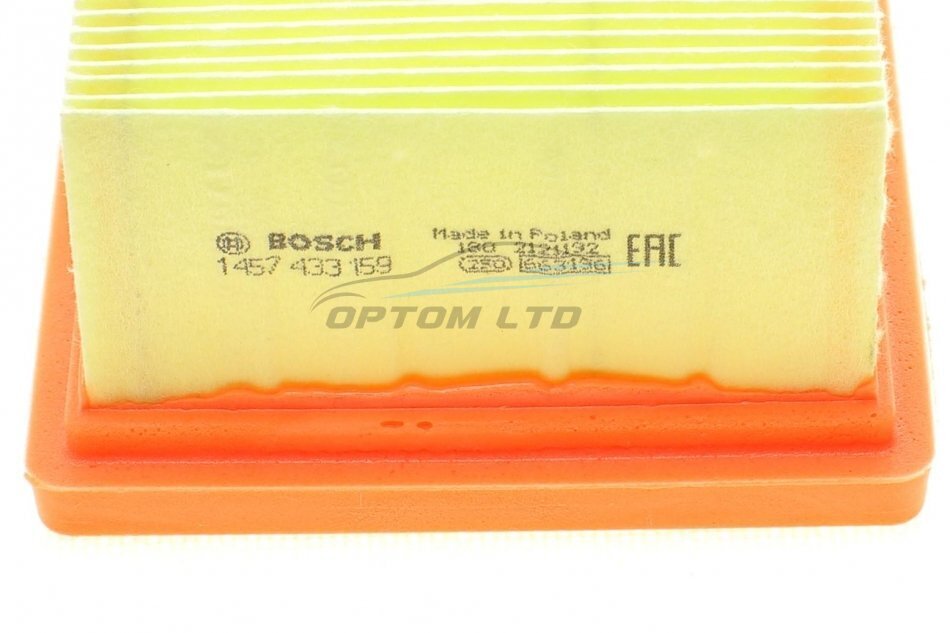 BOSCH
1 457 433 159
Made in Poland
EAC
OPTOM LTD